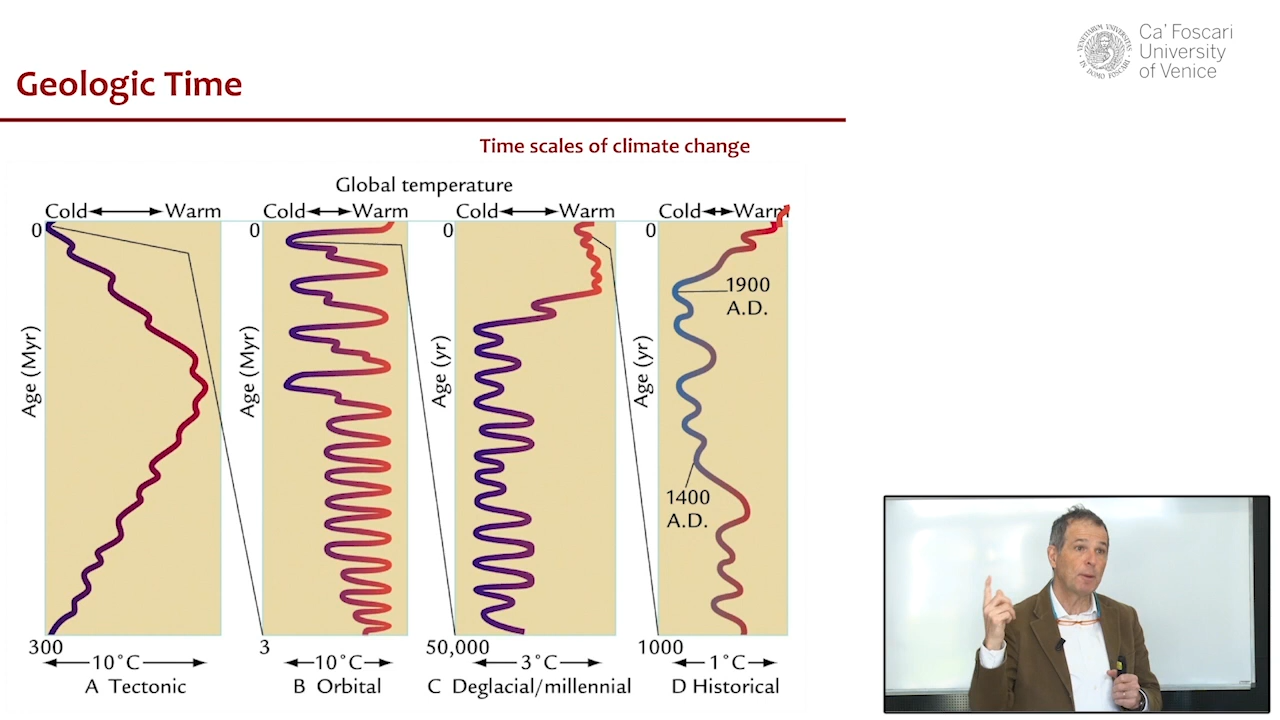 Ca' Foscari
University
of Venice
Geologic Time
Time scales of climate change
Global temperature
Cold Warm
Cold Warm
Cold Warm
Cold Warm
0
0
0
0
Age (Myr)
Age (Myr)
Age (yr)
Age (yr)
1900
A.D.
1400
A.D.
300
3
50,000
1000
10°C
10°C
3°C
1°C
A Tectonic
B Orbital
C Deglacial/millennial
D Historical